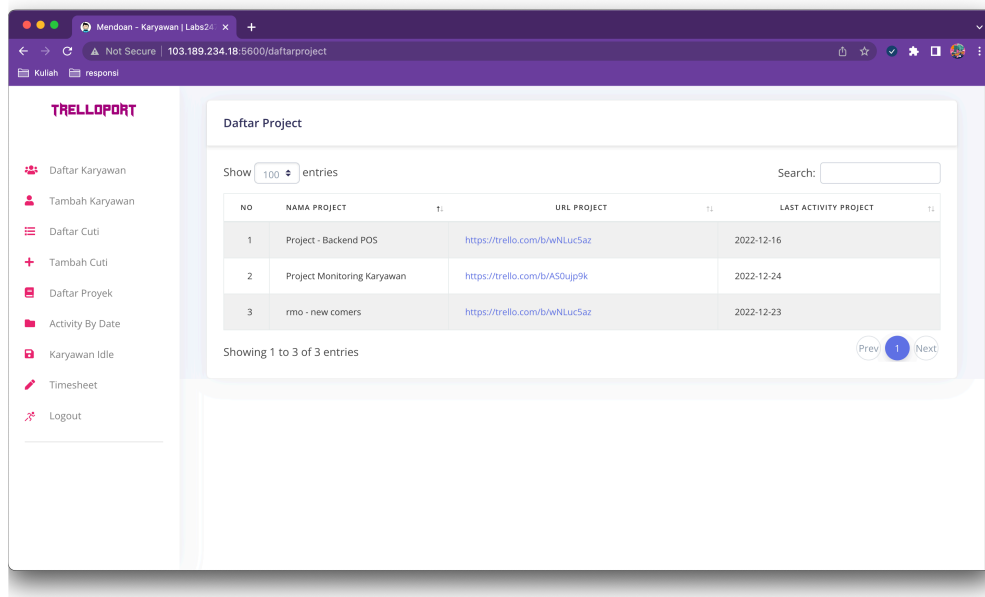 Mendoan - Karyawan | Labs24
Not Secure | 103.189.234.18:5600/daftarproject
Kuliah responsi
TRELLOPORT
Daftar Karyawan
Tambah Karyawan
Daftar Cuti
Tambah Cuti
Daftar Proyek
Activity By Date
Karyawan Idle
Timesheet
Logout
Daftar Project
Show 100 entries Search:
NO NAMA PROJECT URL PROJECT LAST ACTIVITY PROJECT
1 Project - Backend POS https://trello.com/b/wNLuc5az 2022-12-16
2 Project Monitoring Karyawan https://trello.com/b/AS0ujp9k 2022-12-24
3 rmo - new comers https://trello.com/b/wNLuc5az 2022-12-23
Showing 1 to 3 of 3 entries Prev 1 Next